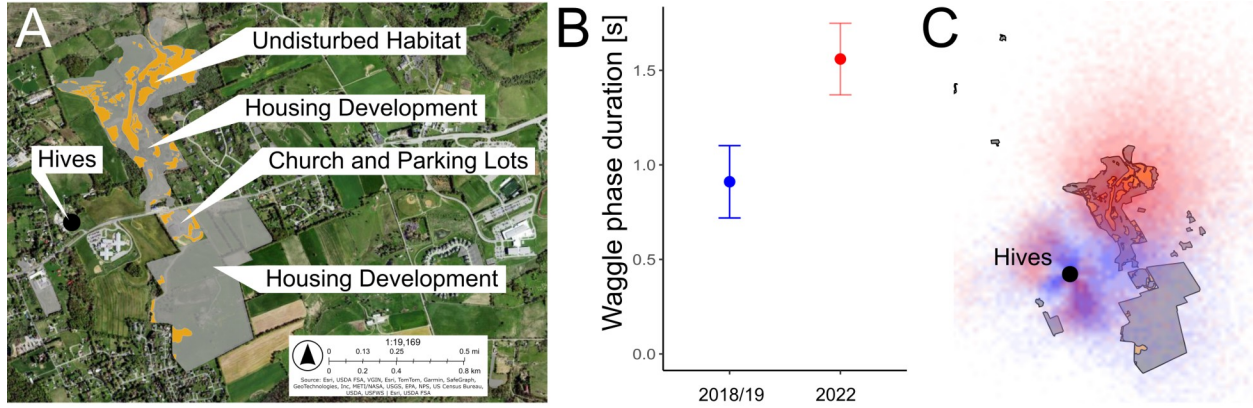 A
Undisturbed Habitat
Housing Development
Hives
Church and Parking Lots
Housing Development
1:19,169
0 0.13 0.25 0.5 mi
0 0.2 0.4 0.8 km
Source: Esri, USDA FSA, VGIN, Esri, TomTom, Garmin, SafeGraph,
GeoTechnologies, Inc, METI/NASA, USGS, EPA, NPS, US Census Bureau,
USDA, USFWS | Esri, USDA FSA
B
Waggle phase duration [s]
1.5
1.0
0.5
0.0
2018/19 2022
C
Hives